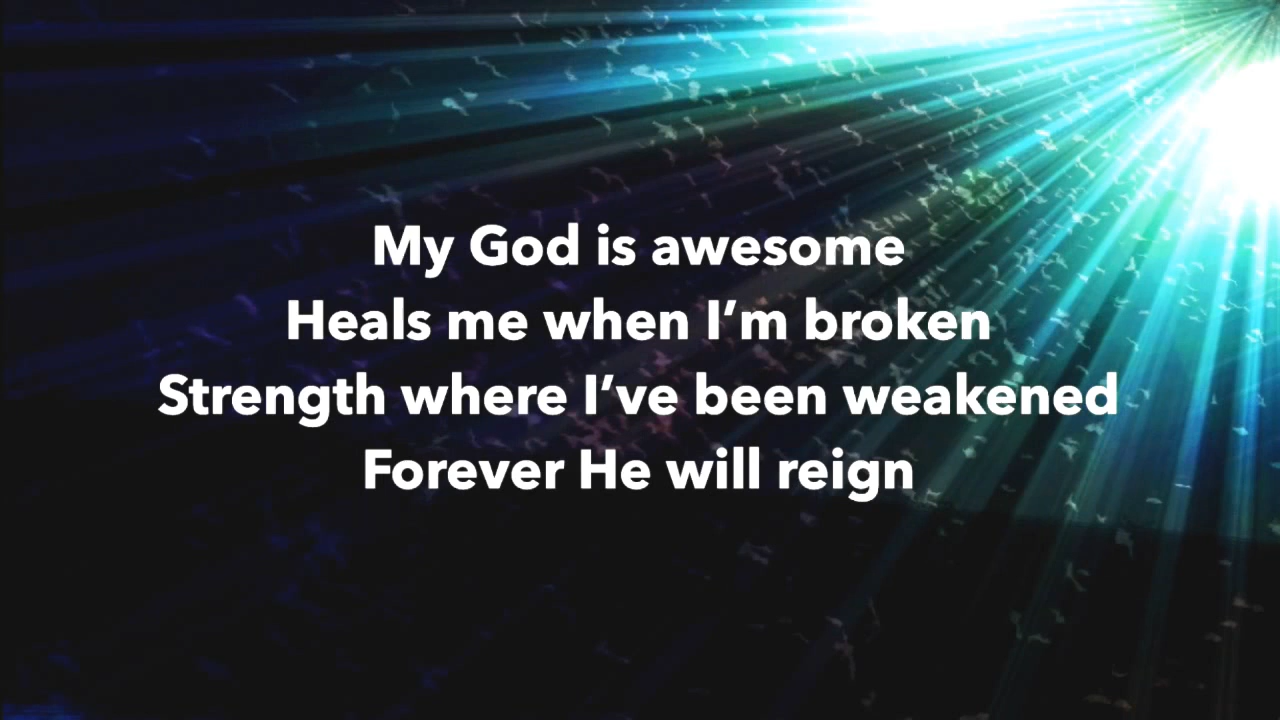 My God is awesome
Heals me when I’m broken
Strength where I’ve been weakened
Forever He will reign